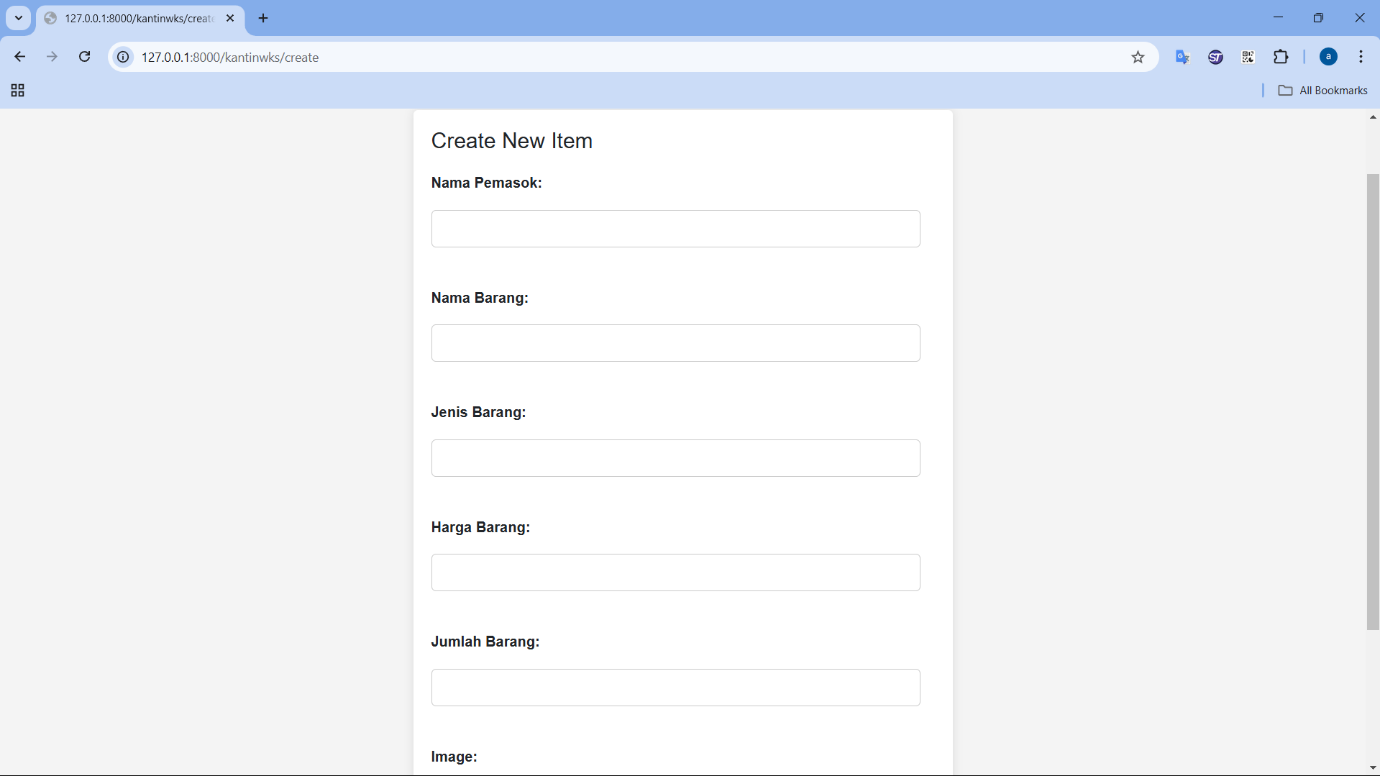 127.0.0.1:8000/kantinwks/creat
127.0.0.1:8000/kantinwks/create
a
All Bookmarks
Create New Item
Nama Pemasok:
Nama Barang:
Jenis Barang:
Harga Barang:
Jumlah Barang:
Image: